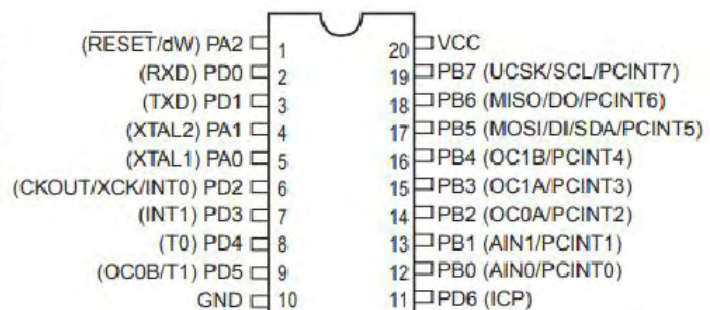 (RESET/dW) PA2 1 20 VCC
(RXD) PD0 2 19 PB7 (UCSK/SCL/PCINT7)
(TXD) PD1 3 18 PB6 (MISO/DO/PCINT6)
(XTAL2) PA1 4 17 PB5 (MOSI/DI/SDA/PCINT5)
(XTAL1) PA0 5 16 PB4 (OC1B/PCINT4)
(CKOUT/XCK/INT0) PD2 6 15 PB3 (OC1A/PCINT3)
(INT1) PD3 7 14 PB2 (OC0A/PCINT2)
(T0) PD4 8 13 PB1 (AIN1/PCINT1)
(OC0B/T1) PD5 9 12 PB0 (AIN0/PCINT0)
GND 10 11 PD6 (ICP)